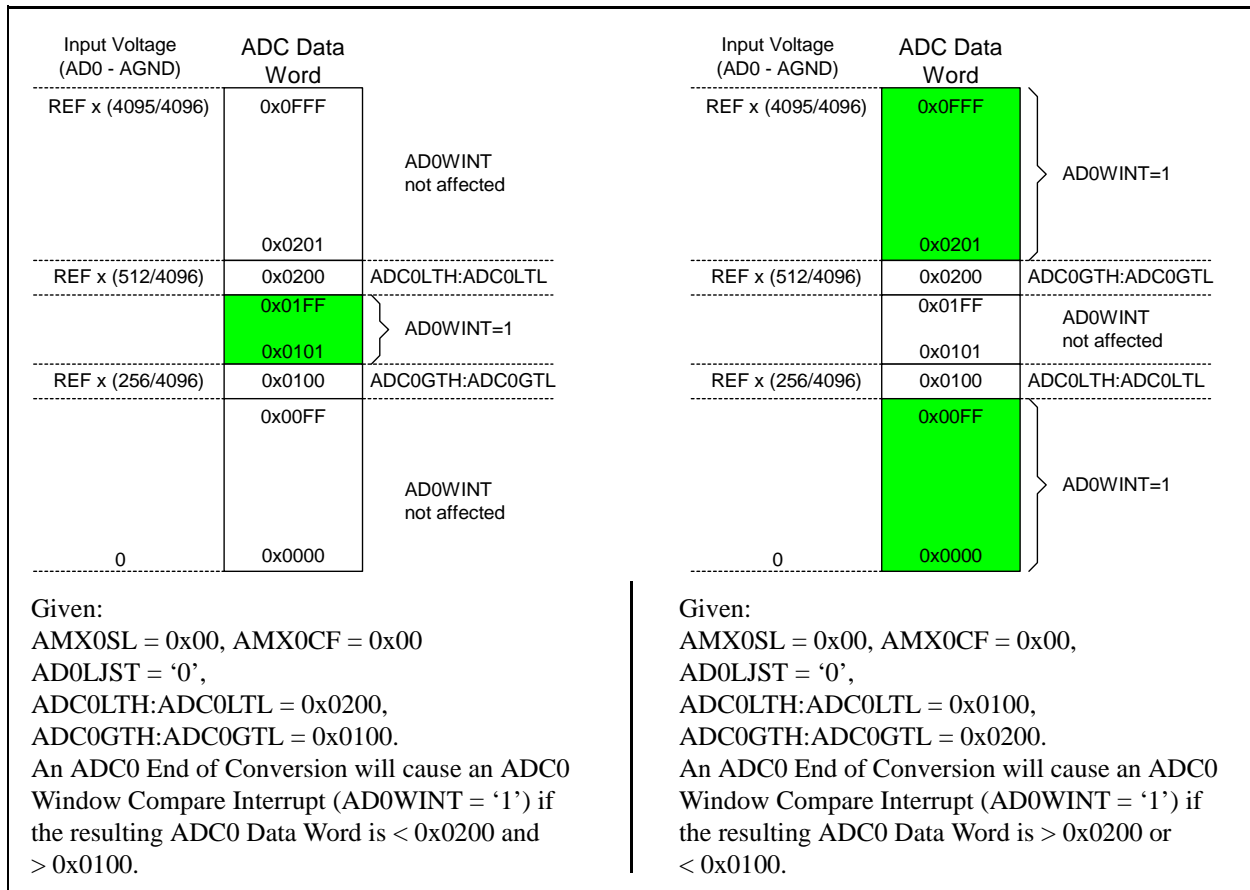 Input Voltage
(AD0 - AGND)
ADC Data
Word
REF x (4095/4096)
0x0FFF
AD0WINT
not affected
0x0201
REF x (512/4096)
0x0200
ADC0LTH:ADC0LTL
0x01FF
AD0WINT=1
0x0101
REF x (256/4096)
0x0100
ADC0GTH:ADC0GTL
0x00FF
AD0WINT
not affected
0
0x0000
Given:
AMX0SL = 0x00, AMX0CF = 0x00
AD0LJST = ‘0’,
ADC0LTH:ADC0LTL = 0x0200,
ADC0GTH:ADC0GTL = 0x0100.
An ADC0 End of Conversion will cause an ADC0
Window Compare Interrupt (AD0WINT = ‘1’) if
the resulting ADC0 Data Word is < 0x0200 and
> 0x0100.
Input Voltage
(AD0 - AGND)
ADC Data
Word
REF x (4095/4096)
0x0FFF
AD0WINT=1
0x0201
REF x (512/4096)
0x0200
ADC0GTH:ADC0GTL
0x01FF
AD0WINT
not affected
0x0101
REF x (256/4096)
0x0100
ADC0LTH:ADC0LTL
0x00FF
AD0WINT=1
0
0x0000
Given:
AMX0SL = 0x00, AMX0CF = 0x00,
AD0LJST = ‘0’,
ADC0LTH:ADC0LTL = 0x0100,
ADC0GTH:ADC0GTL = 0x0200.
An ADC0 End of Conversion will cause an ADC0
Window Compare Interrupt (AD0WINT = ‘1’) if
the resulting ADC0 Data Word is > 0x0200 or
< 0x0100.